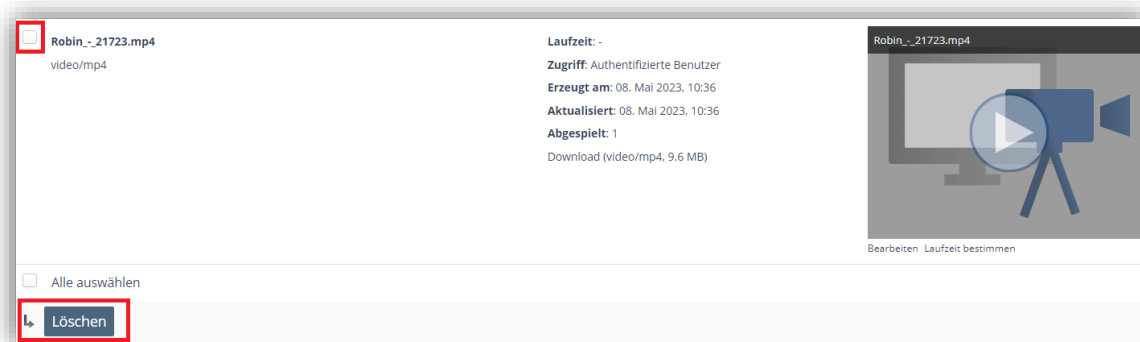 Robin_-_21723.mp4
video/mp4
Laufzeit: -
Zugriff: Authentifizierte Benutzer
Erzeugt am: 08. Mai 2023, 10:36
Aktualisiert: 08. Mai 2023, 10:36
Abgespielt: 1
Download (video/mp4, 9.6 MB)
Robin_-_21723.mp4
Bearbeiten Laufzeit bestimmen
Alle auswählen
Löschen